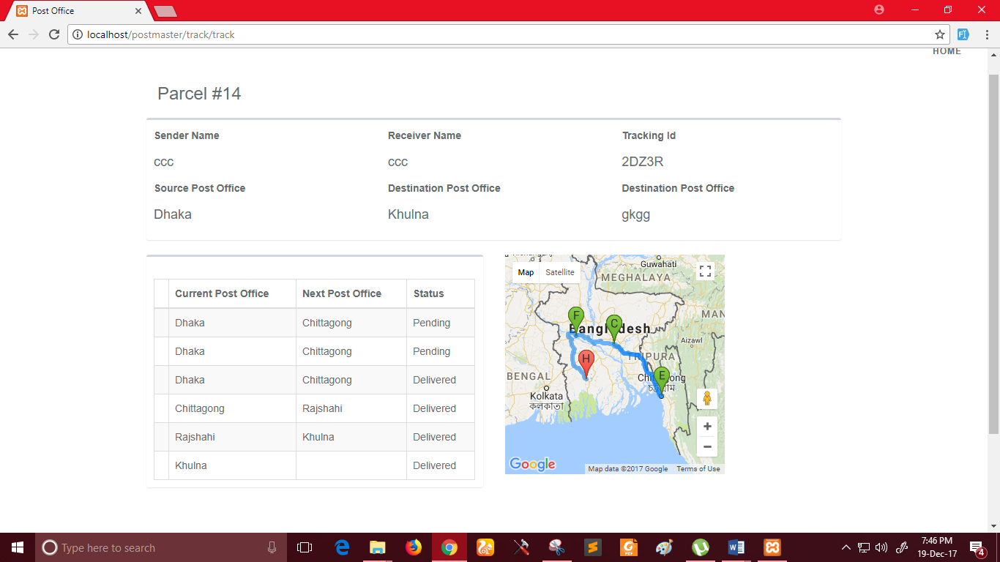 Post Office
localhost/postmaster/track/track
HOME
Parcel #14
Sender Name Receiver Name Tracking Id
ccc ccc 2DZ3R
Source Post Office Destination Post Office Destination Post Office
Dhaka Khulna gkgg
Current Post Office Next Post Office Status
Dhaka Chittagong Pending
Dhaka Chittagong Pending
Dhaka Chittagong Delivered
Chittagong Rajshahi Delivered
Rajshahi Khulna Delivered
Khulna Delivered
Map Satellite
Guwahati
MEGHALAYA
MAN
F
C
Bangladesh
Aizawl
H
TRIPURA
BENGAL
E
Kolkata
কলকাতা
Google
Map data ©2017 Google Terms of Use
Type here to search
PDF
7:46 PM
19-Dec-17
4